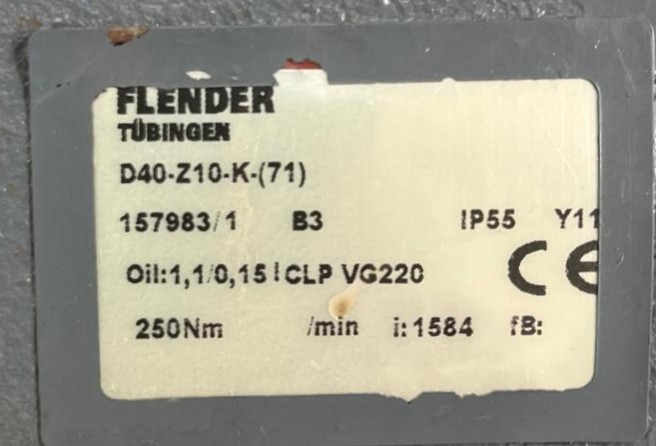 FLENDER
TÜBINGEN
D40-Z10-K-(71)
157983/1 B3 IP55 Y11
Oil:1,1/0,15 l CLP VG220 CE
250Nm /min i:1584 fB: